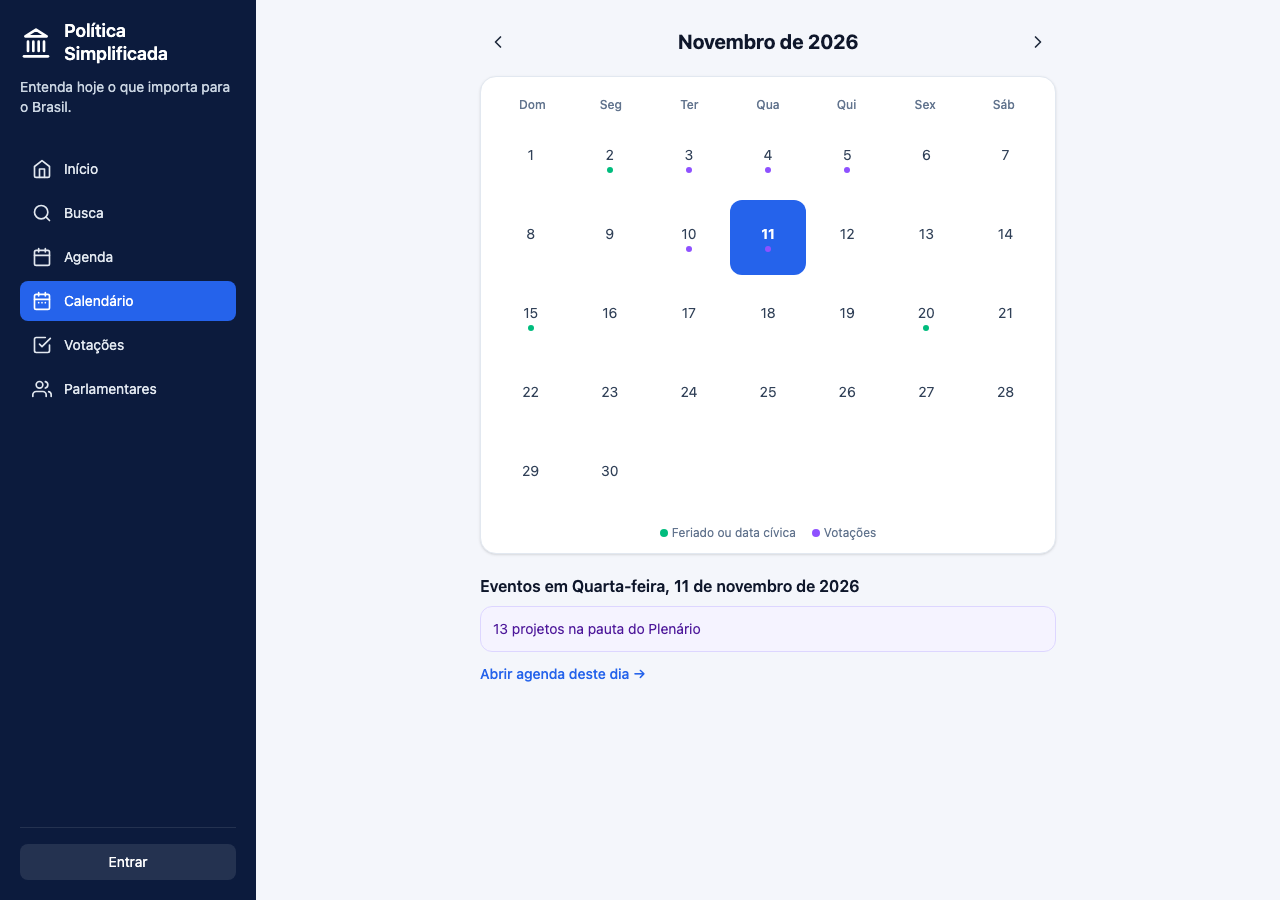 Política
Simplificada
Entenda hoje o que importa para
o Brasil.
Início
Busca
Agenda
Calendário
Votações
Parlamentares
Entrar
Novembro de 2026
Dom Seg Ter Qua Qui Sex Sáb
1 2 3 4 5 6 7
8 9 10 11 12 13 14
15 16 17 18 19 20 21
22 23 24 25 26 27 28
29 30
Feriado ou data cívica Votações
Eventos em Quarta-feira, 11 de novembro de 2026
13 projetos na pauta do Plenário
Abrir agenda deste dia →